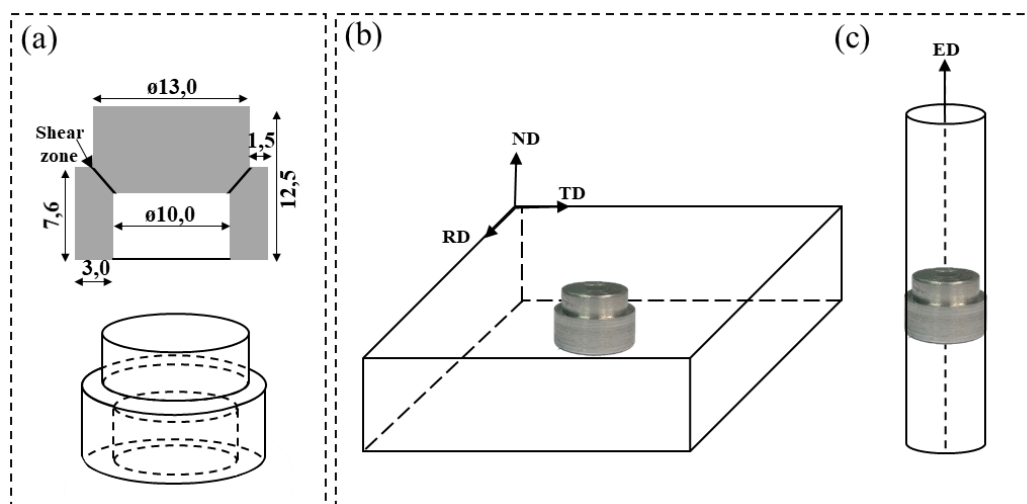 (a)
ø13,0
Shear
zone
1,5
12,5
7,6
ø10,0
3,0
(b)
ND
TD
RD
(c)
ED